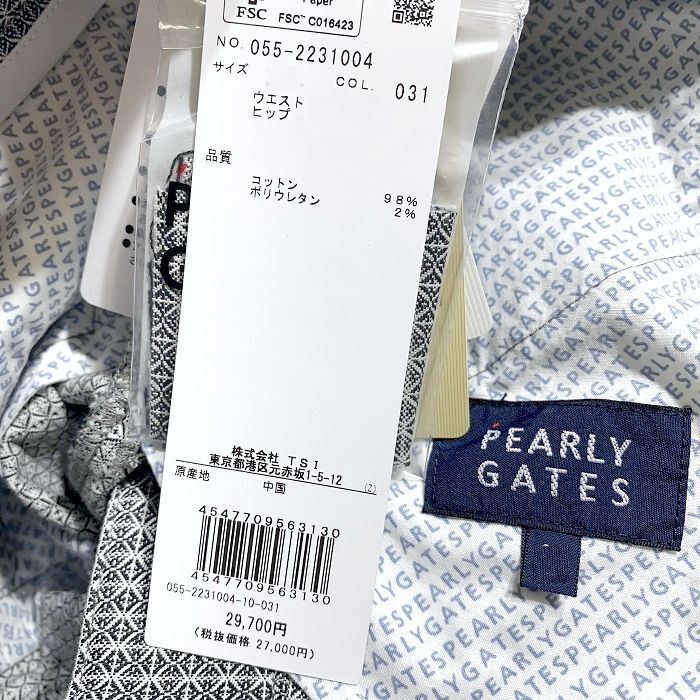 Paper
FSC FSC™ C016423
NO. 055-2231004
サイズ
COL. 031
ウエスト
ヒップ
品質
コットン 98%
ポリウレタン 2%
株式会社 TSI
東京都港区元赤坂1-5-12
(Z)
原産地 中国
4547709563130
4547709563130
055-2231004-10-031
29,700円
(税抜価格 27,000円)
PEARLY
GATES